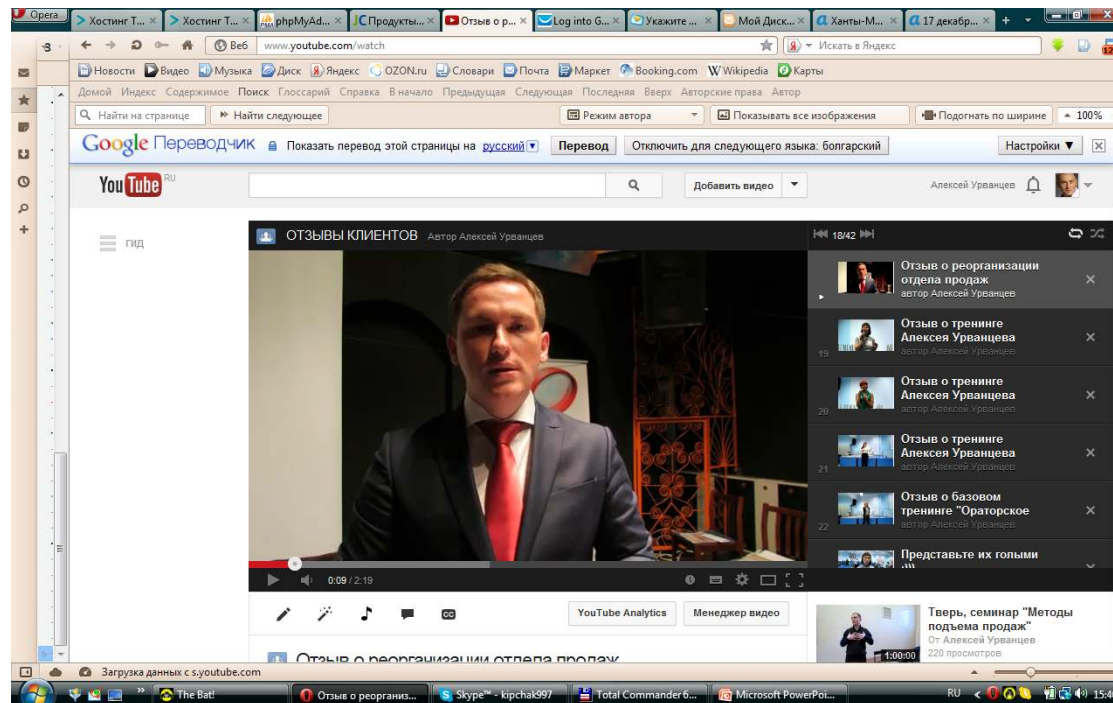 Opera
Хостинг Т...
Хостинг Т...
phpMyAd...
Продукты...
Отзыв о р...
Log into G...
Укажите ...
Мой Диск...
Ханты-М...
17 декабр...
Веб
www.youtube.com/watch
Искать в Яндекс
Новости Видео Музыка Диск Яндекс OZON.ru Словари Почта Маркет Booking.com Wikipedia Карты
Домой Индекс Содержимое Поиск Глоссарий Справка В начало Предыдущая Следующая Последняя Вверх Авторские права Автор
Найти на странице Найти следующее Режим автора Показывать все изображения Подогнать по ширине 100%
Google Переводчик Показать перевод этой страницы на русский Перевод Отключить для следующего языка: болгарский Настройки ▼
YouTube RU
Добавить видео
Алексей Урванцев
ГИД
ОТЗЫВЫ КЛИЕНТОВ Автор Алексей Урванцев
18/42
Отзыв о реорганизации
отдела продаж
автор Алексей Урванцев
19
Отзыв о тренинге
Алексея Урванцева
автор Алексей Урванцев
20
Отзыв о тренинге
Алексея Урванцева
автор Алексей Урванцев
21
Отзыв о тренинге
Алексея Урванцева
автор Алексей Урванцев
22
Отзыв о базовом
тренинге "Ораторское
автор Алексей Урванцев
Представьте их голыми
0:09 / 2:19
YouTube Analytics
Менеджер видео
Отзыв о реорганизации отдела продаж
Тверь, семинар "Методы
подъема продаж"
От Алексей Урванцев
220 просмотров
1:00:00
Загрузка данных с s.youtube.com
The Bat!
Отзыв о реорганиз...
Skype™ - kipchak997
Total Commander 6...
Microsoft PowerPoi...
RU